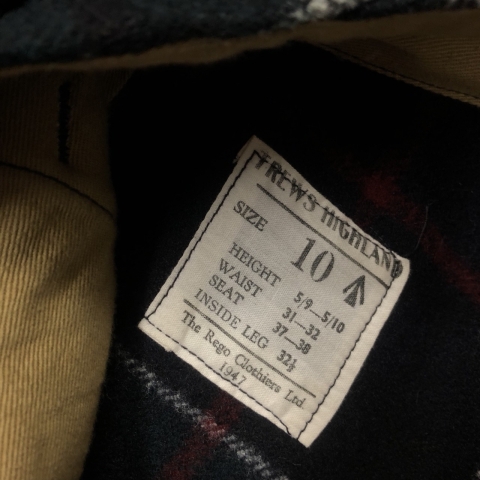 TREWS HIGHLAND
SIZE 10
HEIGHT 5/9—5/10
WAIST 31—32
SEAT 37—38
INSIDE LEG 32½
The Rego Clothiers Ltd.
1947